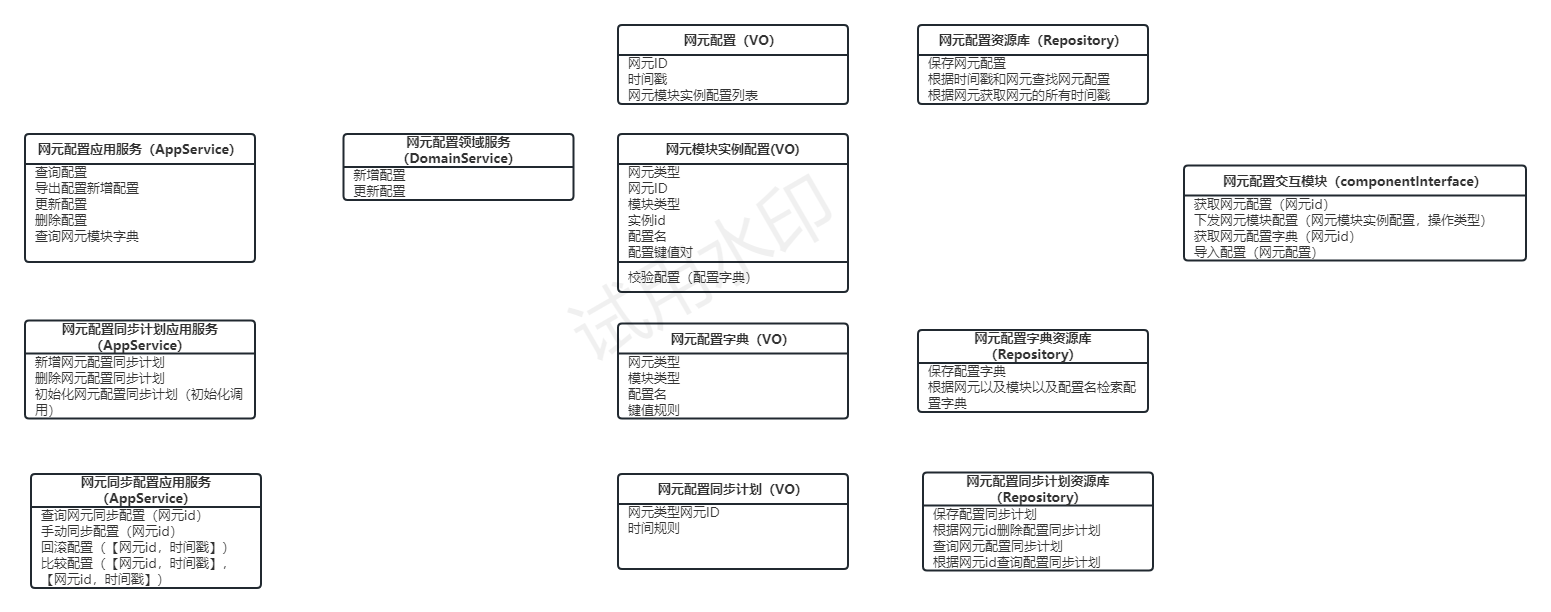 网元配置（VO）
网元ID
时间戳
网元模块实例配置列表
网元配置资源库（Repository）
保存网元配置
根据时间戳和网元查找网元配置
根据网元获取网元的所有时间戳
网元配置应用服务（AppService）
查询配置
导出配置新增配置
更新配置
删除配置
查询网元模块字典
网元配置领域服务
（DomainService）
新增配置
更新配置
网元模块实例配置(VO)
网元类型
网元ID
模块类型
实例id
配置名
配置键值对
校验配置（配置字典）
网元配置交互模块（componentInterface）
获取网元配置（网元id）
下发网元模块配置（网元模块实例配置，操作类型）
获取网元配置字典（网元id）
导入配置（网元配置）
试用水印
网元配置同步计划应用服务
（AppService）
新增网元配置同步计划
删除网元配置同步计划
初始化网元配置同步计划（初始化调
用）
网元配置字典（VO）
网元类型
模块类型
配置名
键值规则
网元配置字典资源库
（Repository）
保存配置字典
根据网元以及模块以及配置名检索配
置字典
网元同步配置应用服务
（AppService）
查询网元同步配置（网元id）
手动同步配置（网元id）
回滚配置（【网元id，时间戳】）
比较配置（【网元id，时间戳】，
【网元id，时间戳】）
网元配置同步计划（VO）
网元类型网元ID
时间规则
网元配置同步计划资源库
（Repository）
保存配置同步计划
根据网元id删除配置同步计划
查询网元配置同步计划
根据网元id查询配置同步计划